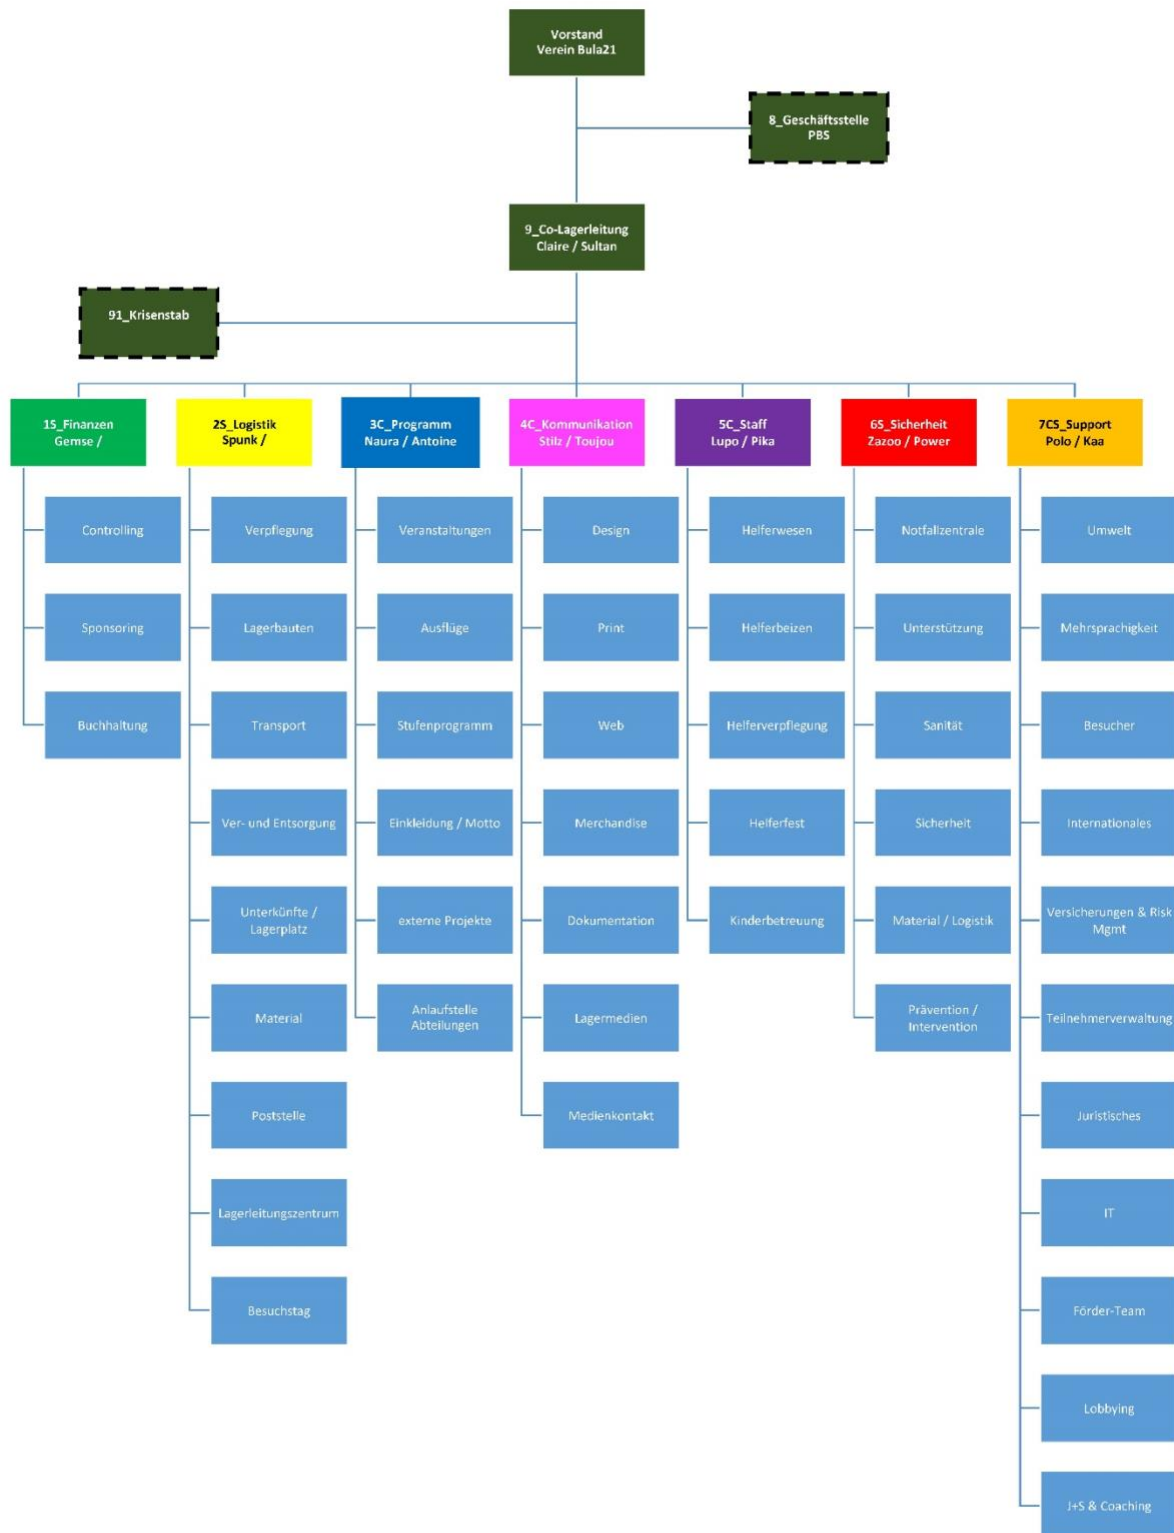 Vorstand
Verein Bula21
8_Geschäftsstelle
PBS
9_Co-Lagerleitung
Claire / Sultan
91_Krisenstab
1S_Finanzen
Gemse /
2S_Logistik
Spunk /
3C_Programm
Naura / Antoine
4C_Kommunikation
Stilz / Toujou
5C_Staff
Lupo / Pika
6S_Sicherheit
Zazoo / Power
7CS_Support
Polo / Kaa
Controlling
Sponsoring
Buchhaltung
Verpflegung
Lagerbauten
Transport
Ver- und Entsorgung
Unterkünfte /
Lagerplatz
Material
Poststelle
Lagerleitungszentrum
Besuchstag
Veranstaltungen
Ausflüge
Stufenprogramm
Einkleidung / Motto
externe Projekte
Anlaufstelle
Abteilungen
Design
Print
Web
Merchandise
Dokumentation
Lagermedien
Medienkontakt
Helferwesen
Helferbeizen
Helferverpflegung
Helferfest
Kinderbetreuung
Notfallzentrale
Unterstützung
Sanität
Sicherheit
Material / Logistik
Prävention /
Intervention
Umwelt
Mehrsprachigkeit
Besucher
Internationales
Versicherungen & Risk
Mgmt
Teilnehmerverwaltung
Juristisches
IT
Förder-Team
Lobbying
J+S & Coaching